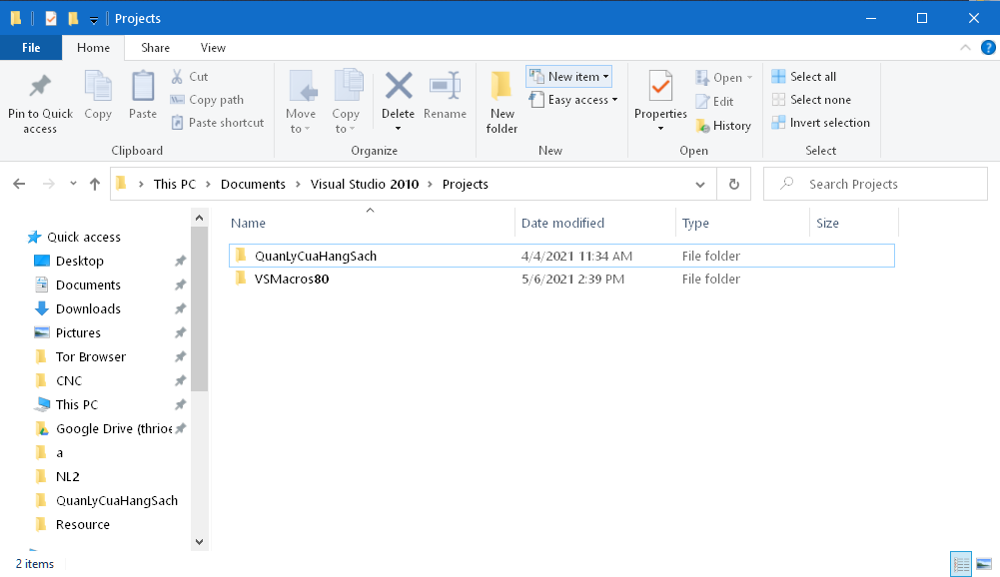 Projects
File Home Share View
Pin to Quick access
Copy
Paste
Cut
Copy path
Paste shortcut
Clipboard
Move to
Copy to
Delete
Rename
Organize
New folder
New item
Easy access
New
Properties
Open
Edit
History
Open
Select all
Select none
Invert selection
Select
This PC Documents Visual Studio 2010 Projects
Search Projects
Quick access
Desktop
Documents
Downloads
Pictures
Tor Browser
CNC
This PC
Google Drive (thrioe
a
NL2
QuanLyCuaHangSach
Resource
Name Date modified Type Size
QuanLyCuaHangSach 4/4/2021 11:34 AM File folder
VSMacros80 5/6/2021 2:39 PM File folder
2 items